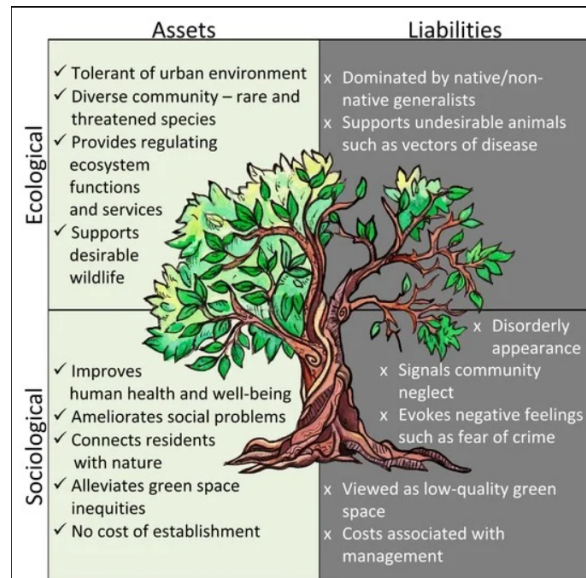 Assets
Liabilities
Ecological
✓ Tolerant of urban environment
✓ Diverse community – rare and
threatened species
✓ Provides regulating
ecosystem
functions
and services
✓ Supports
desirable
wildlife
x Dominated by native/non-
native generalists
x Supports undesirable animals
such as vectors of disease
Sociological
✓ Improves
human health and well-being
✓ Ameliorates social problems
✓ Connects residents
with nature
✓ Alleviates green space
inequities
✓ No cost of establishment
x Disorderly
appearance
x Signals community
neglect
x Evokes negative feelings
such as fear of crime
x Viewed as low-quality green
space
x Costs associated with
management